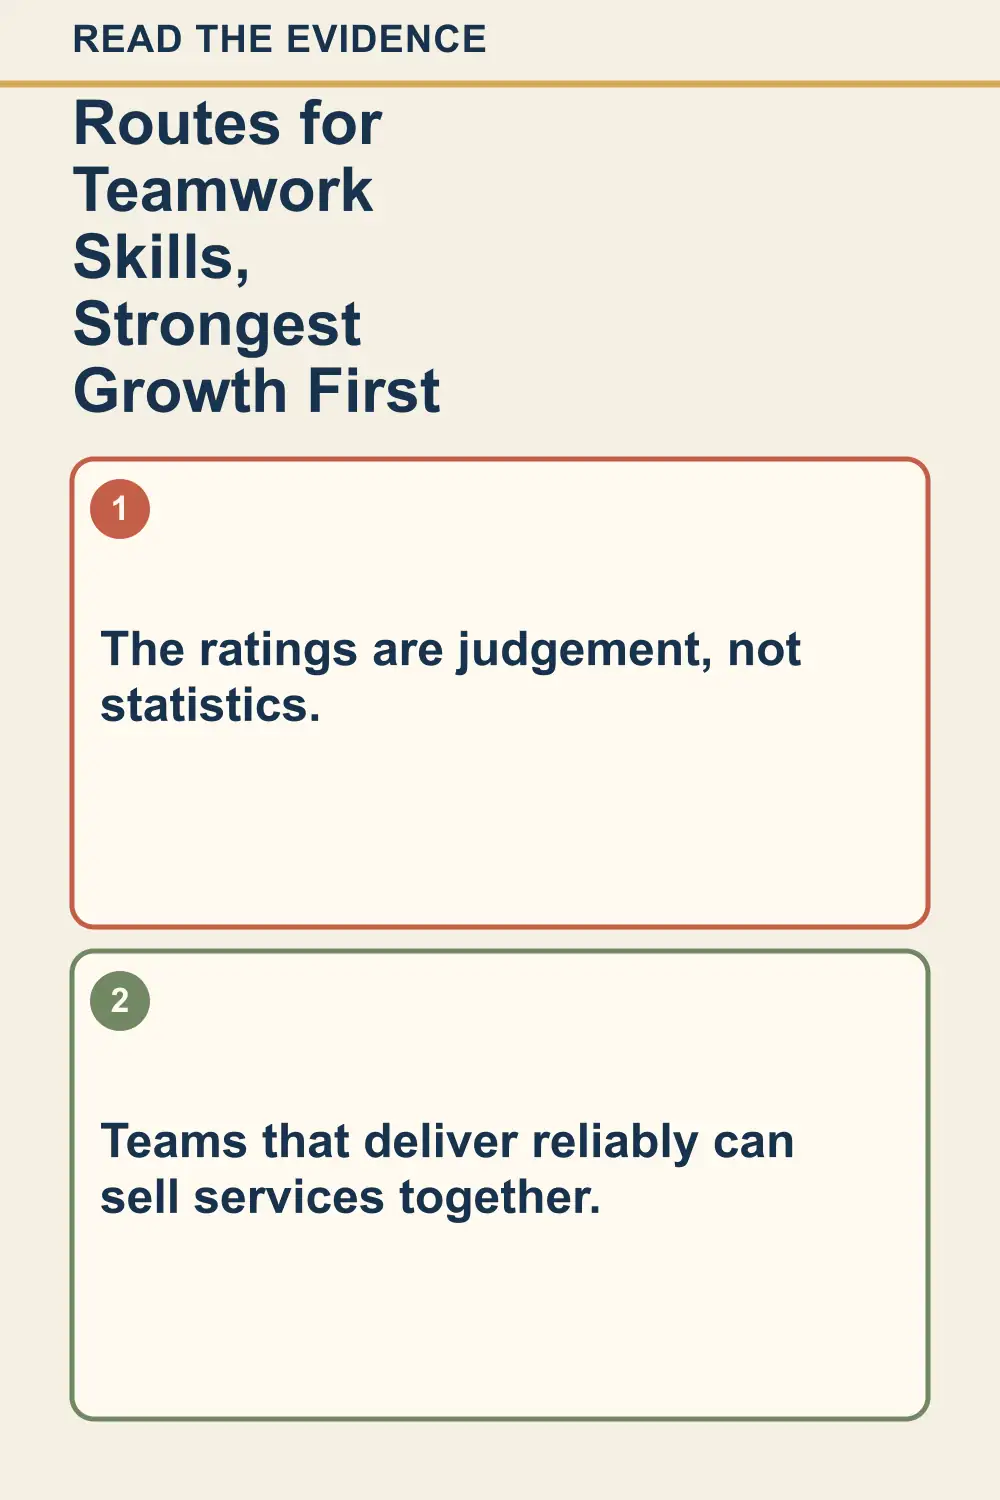 READ THE EVIDENCE
Routes for
Teamwork
Skills,
Strongest
Growth First
1
The ratings are judgement, not
statistics.
2
Teams that deliver reliably can
sell services together.